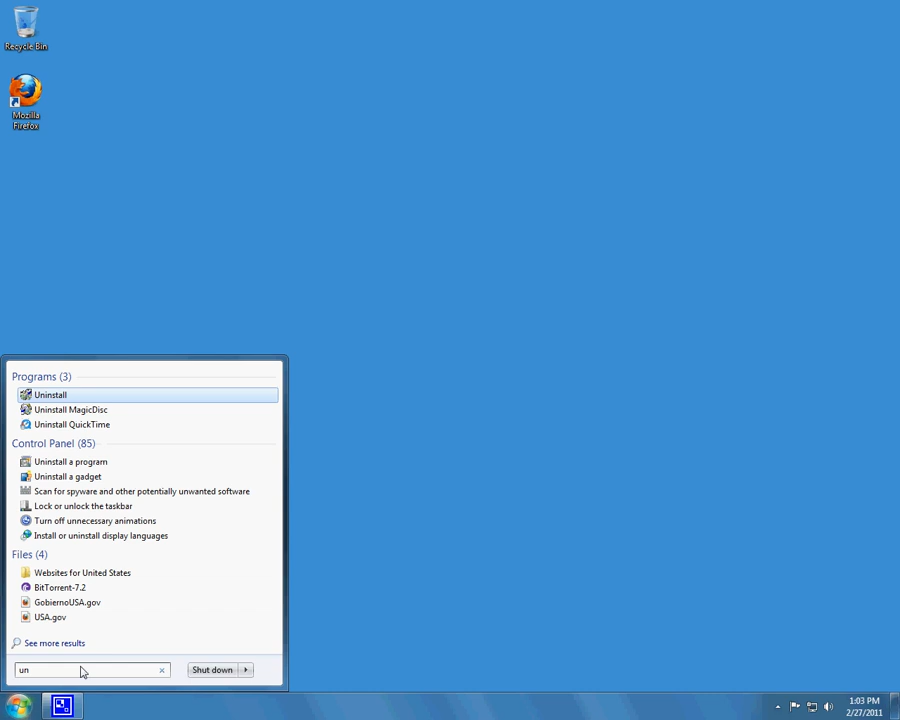 Recycle Bin
Mozilla
Firefox
Programs (3)
Uninstall
Uninstall MagicDisc
Uninstall QuickTime
Control Panel (85)
Uninstall a program
Uninstall a gadget
Scan for spyware and other potentially unwanted software
Lock or unlock the taskbar
Turn off unnecessary animations
Install or uninstall display languages
Files (4)
Websites for United States
BitTorrent-7.2
GobiernoUSA.gov
USA.gov
See more results
un
Shut down
1:03 PM
2/27/2011